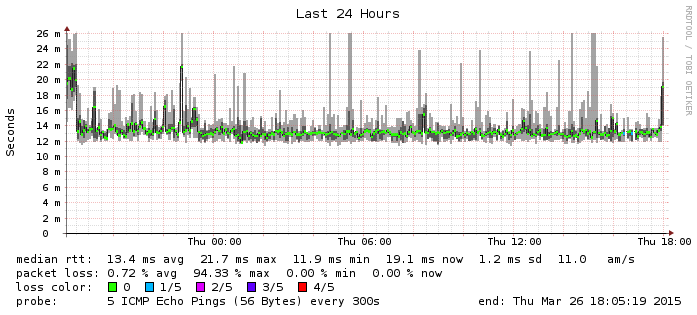 Last 24 Hours
RRDTOOL / TOBI OETIKER
Seconds
26 m
24 m
22 m
20 m
18 m
16 m
14 m
12 m
10 m
8 m
6 m
4 m
2 m
0
Thu 00:00 Thu 06:00 Thu 12:00 Thu 18:00
median rtt: 13.4 ms avg 21.7 ms max 11.9 ms min 19.1 ms now 1.2 ms sd 11.0 am/s
packet loss: 0.72 % avg 94.33 % max 0.00 % min 0.00 % now
loss color: 0 1/5 2/5 3/5 4/5
probe: 5 ICMP Echo Pings (56 Bytes) every 300s end: Thu Mar 26 18:05:19 2015